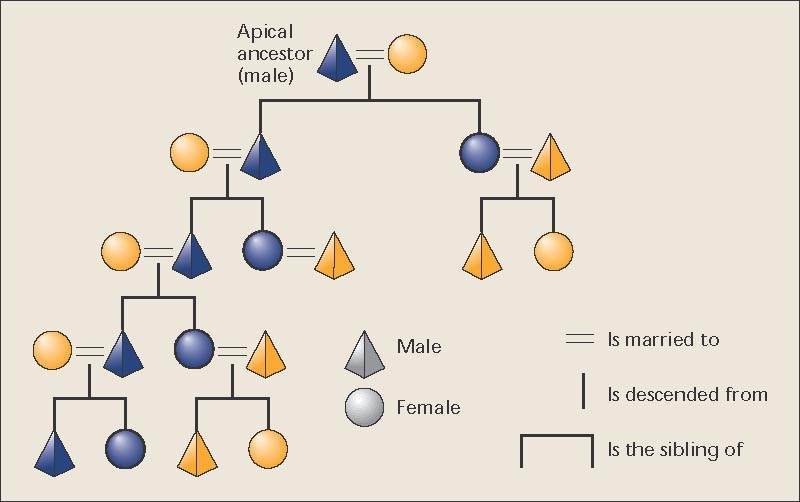 Apical
ancestor
(male)
Male
Female
Is married to
Is descended from
Is the sibling of